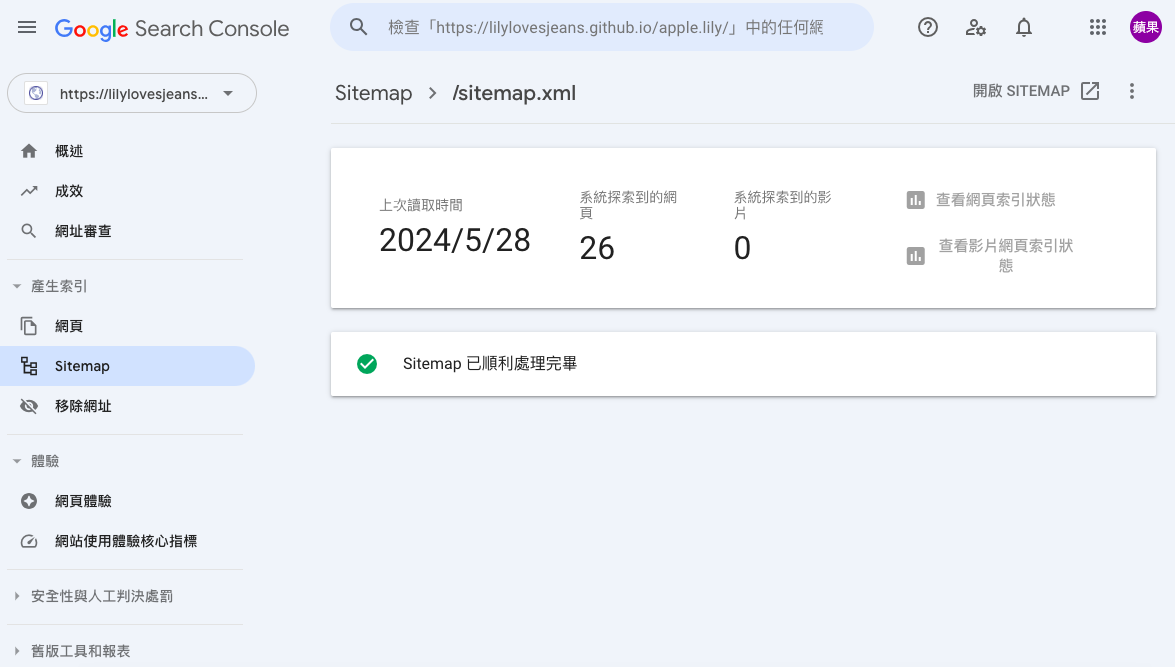 Google Search Console
檢查「https://lilylovesjeans.github.io/apple.lily/」中的任何網
蘋果
https://lilylovesjeans...
Sitemap
/sitemap.xml
開啟 SITEMAP
概述
成效
網址審查
產生索引
網頁
Sitemap
移除網址
體驗
網頁體驗
網站使用體驗核心指標
安全性與人工判決處罰
舊版工具和報表
上次讀取時間
2024/5/28
系統探索到的網
頁
26
系統探索到的影
片
0
查看網頁索引狀態
查看影片網頁索引狀
態
Sitemap 已順利處理完畢